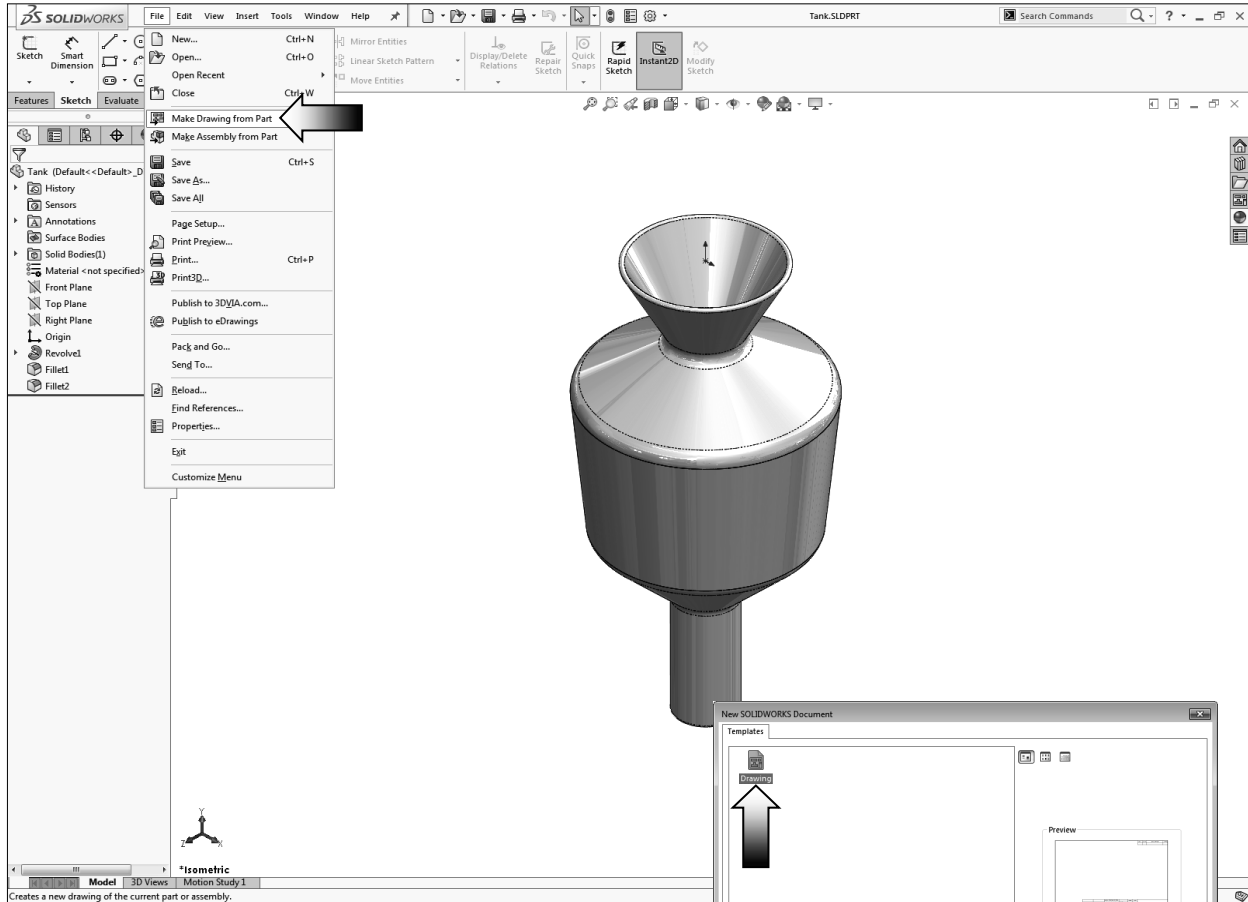 SOLIDWORKS File Edit View Insert Tools Window Help Tank.SLDPRT Search Commands ?
Sketch Smart Dimension Mirror Entities Linear Sketch Pattern Move Entities Display/Delete Relations Repair Sketch Quick Snaps Rapid Sketch Instant2D Modify Sketch
Features Sketch Evaluate
New... Ctrl+N
Open... Ctrl+O
Open Recent
Close Ctrl+W
Make Drawing from Part
Make Assembly from Part
Save Ctrl+S
Save As...
Save All
Page Setup...
Print Preview...
Print... Ctrl+P
Print3D...
Publish to 3DVIA.com...
Publish to eDrawings
Pack and Go...
Send To...
Reload...
Find References...
Properties...
Exit
Customize Menu
Tank (Default<<Default>_D
History
Sensors
Annotations
Surface Bodies
Solid Bodies(1)
Material <not specified>
Front Plane
Top Plane
Right Plane
Origin
Revolve1
Fillet1
Fillet2
New SOLIDWORKS Document
Templates
Drawing
Preview
Y
Z X
*Isometric
Model 3D Views Motion Study 1
Creates a new drawing of the current part or assembly.